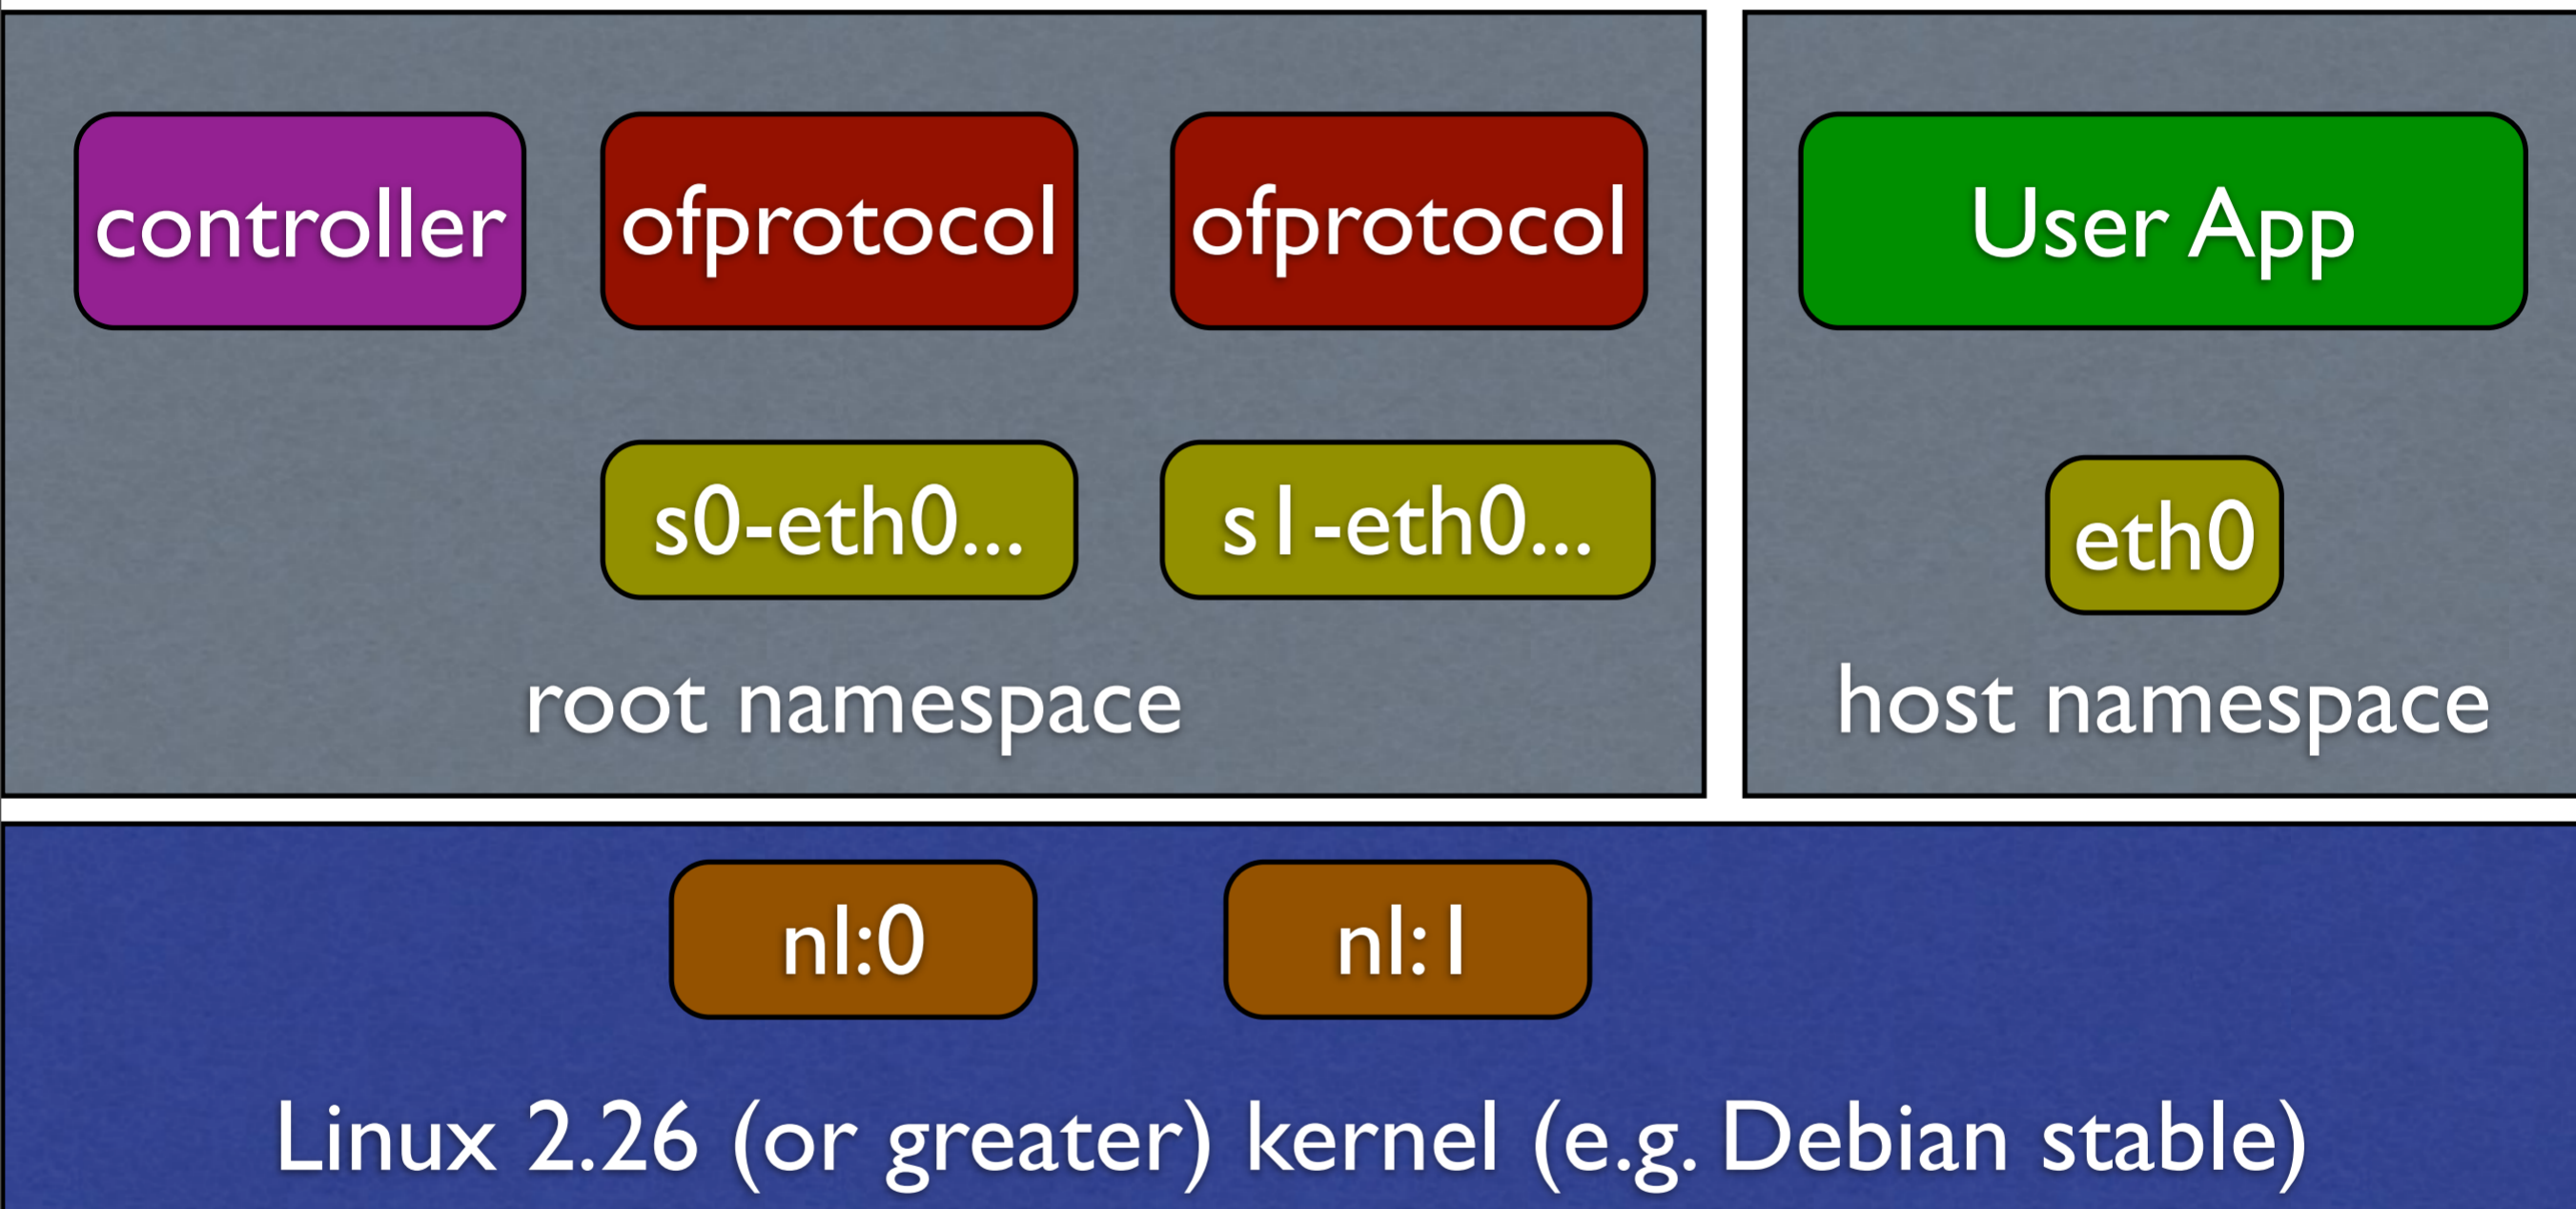 controller
ofprotocol
ofprotocol
User App
s0-eth0...
s1-eth0...
eth0
root namespace
host namespace
nl:0
nl:1
Linux 2.26 (or greater) kernel (e.g. Debian stable)